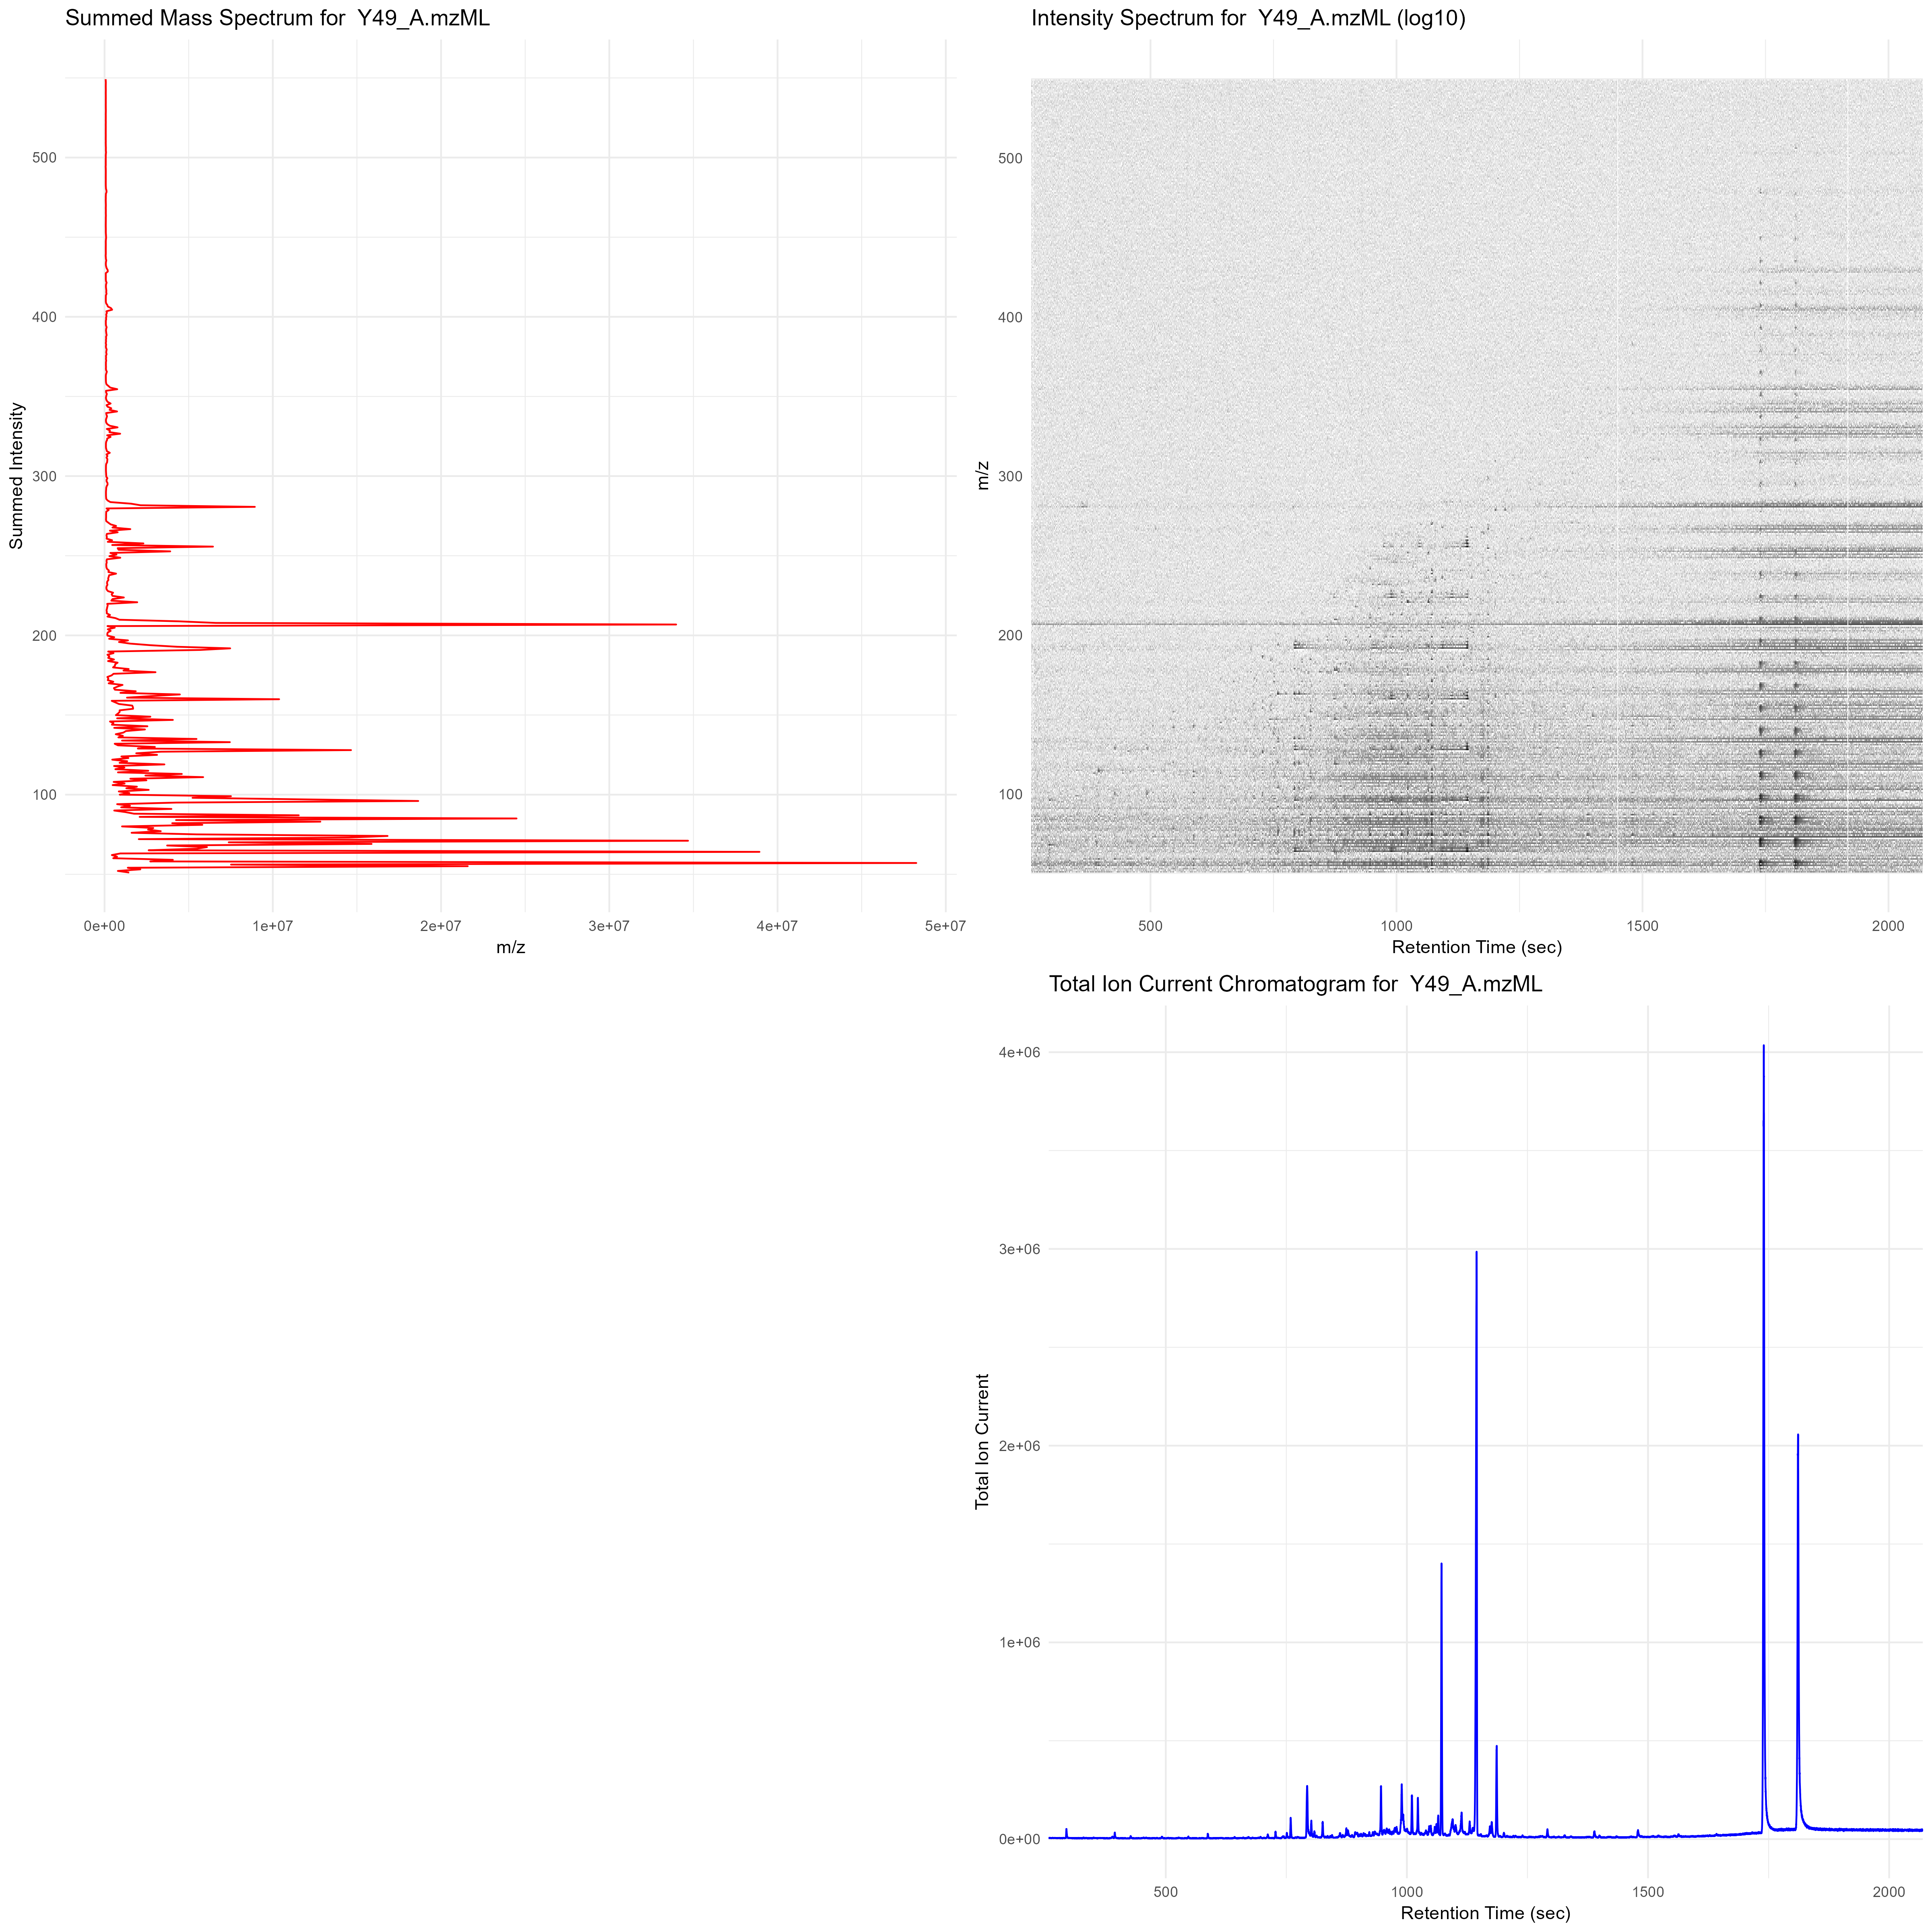 Summed Mass Spectrum for  Y49_A.mzML
500
400
300
200
100
Summed Intensity
0e+00 1e+07 2e+07 3e+07 4e+07 5e+07
m/z
Intensity Spectrum for  Y49_A.mzML (log10)
500
400
300
200
100
m/z
500 1000 1500 2000
Retention Time (sec)
Total Ion Current Chromatogram for  Y49_A.mzML
4e+06
3e+06
2e+06
1e+06
0e+00
Total Ion Current
500 1000 1500 2000
Retention Time (sec)